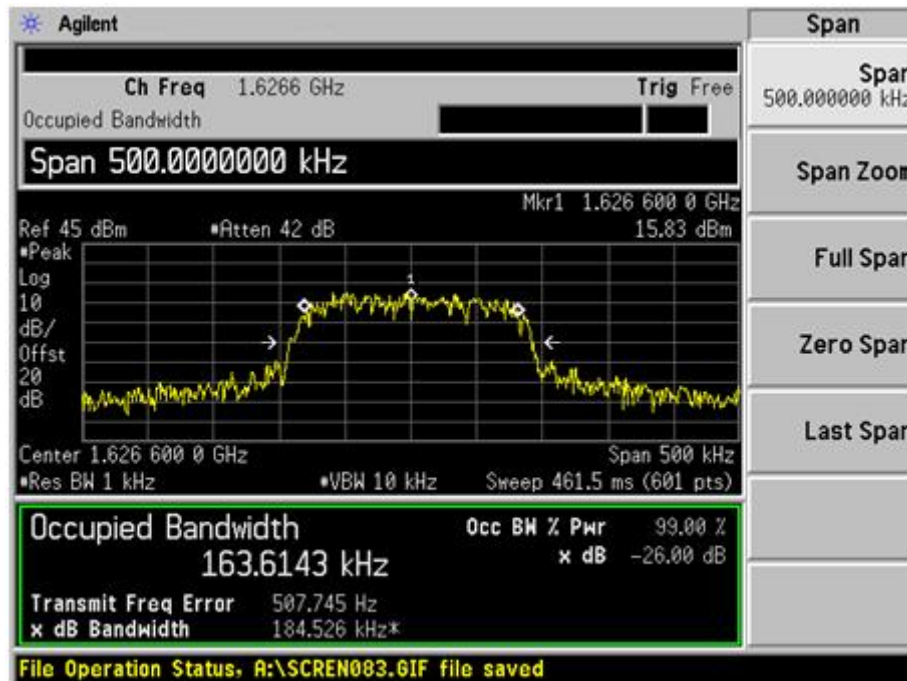 Agilent
Span
Ch Freq 1.6266 GHz Trig Free
Occupied Bandwidth
Span 500.0000000 kHz
Mkr1 1.626 600 0 GHz
Ref 45 dBm *Atten 42 dB 15.83 dBm
*Peak
Log
10
dB/
Offst
20
dB
1
Center 1.626 600 0 GHz Span 500 kHz
*Res BW 1 kHz *VBW 10 kHz Sweep 461.5 ms (601 pts)
Occupied Bandwidth
163.6143 kHz
Occ BW % Pwr 99.00 %
x dB -26.00 dB
Transmit Freq Error 507.745 Hz
x dB Bandwidth 184.526 kHz*
File Operation Status, A:\SCREN083.GIF file saved
Span
500.000000 kHz
Span Zoom
Full Span
Zero Span
Last Span